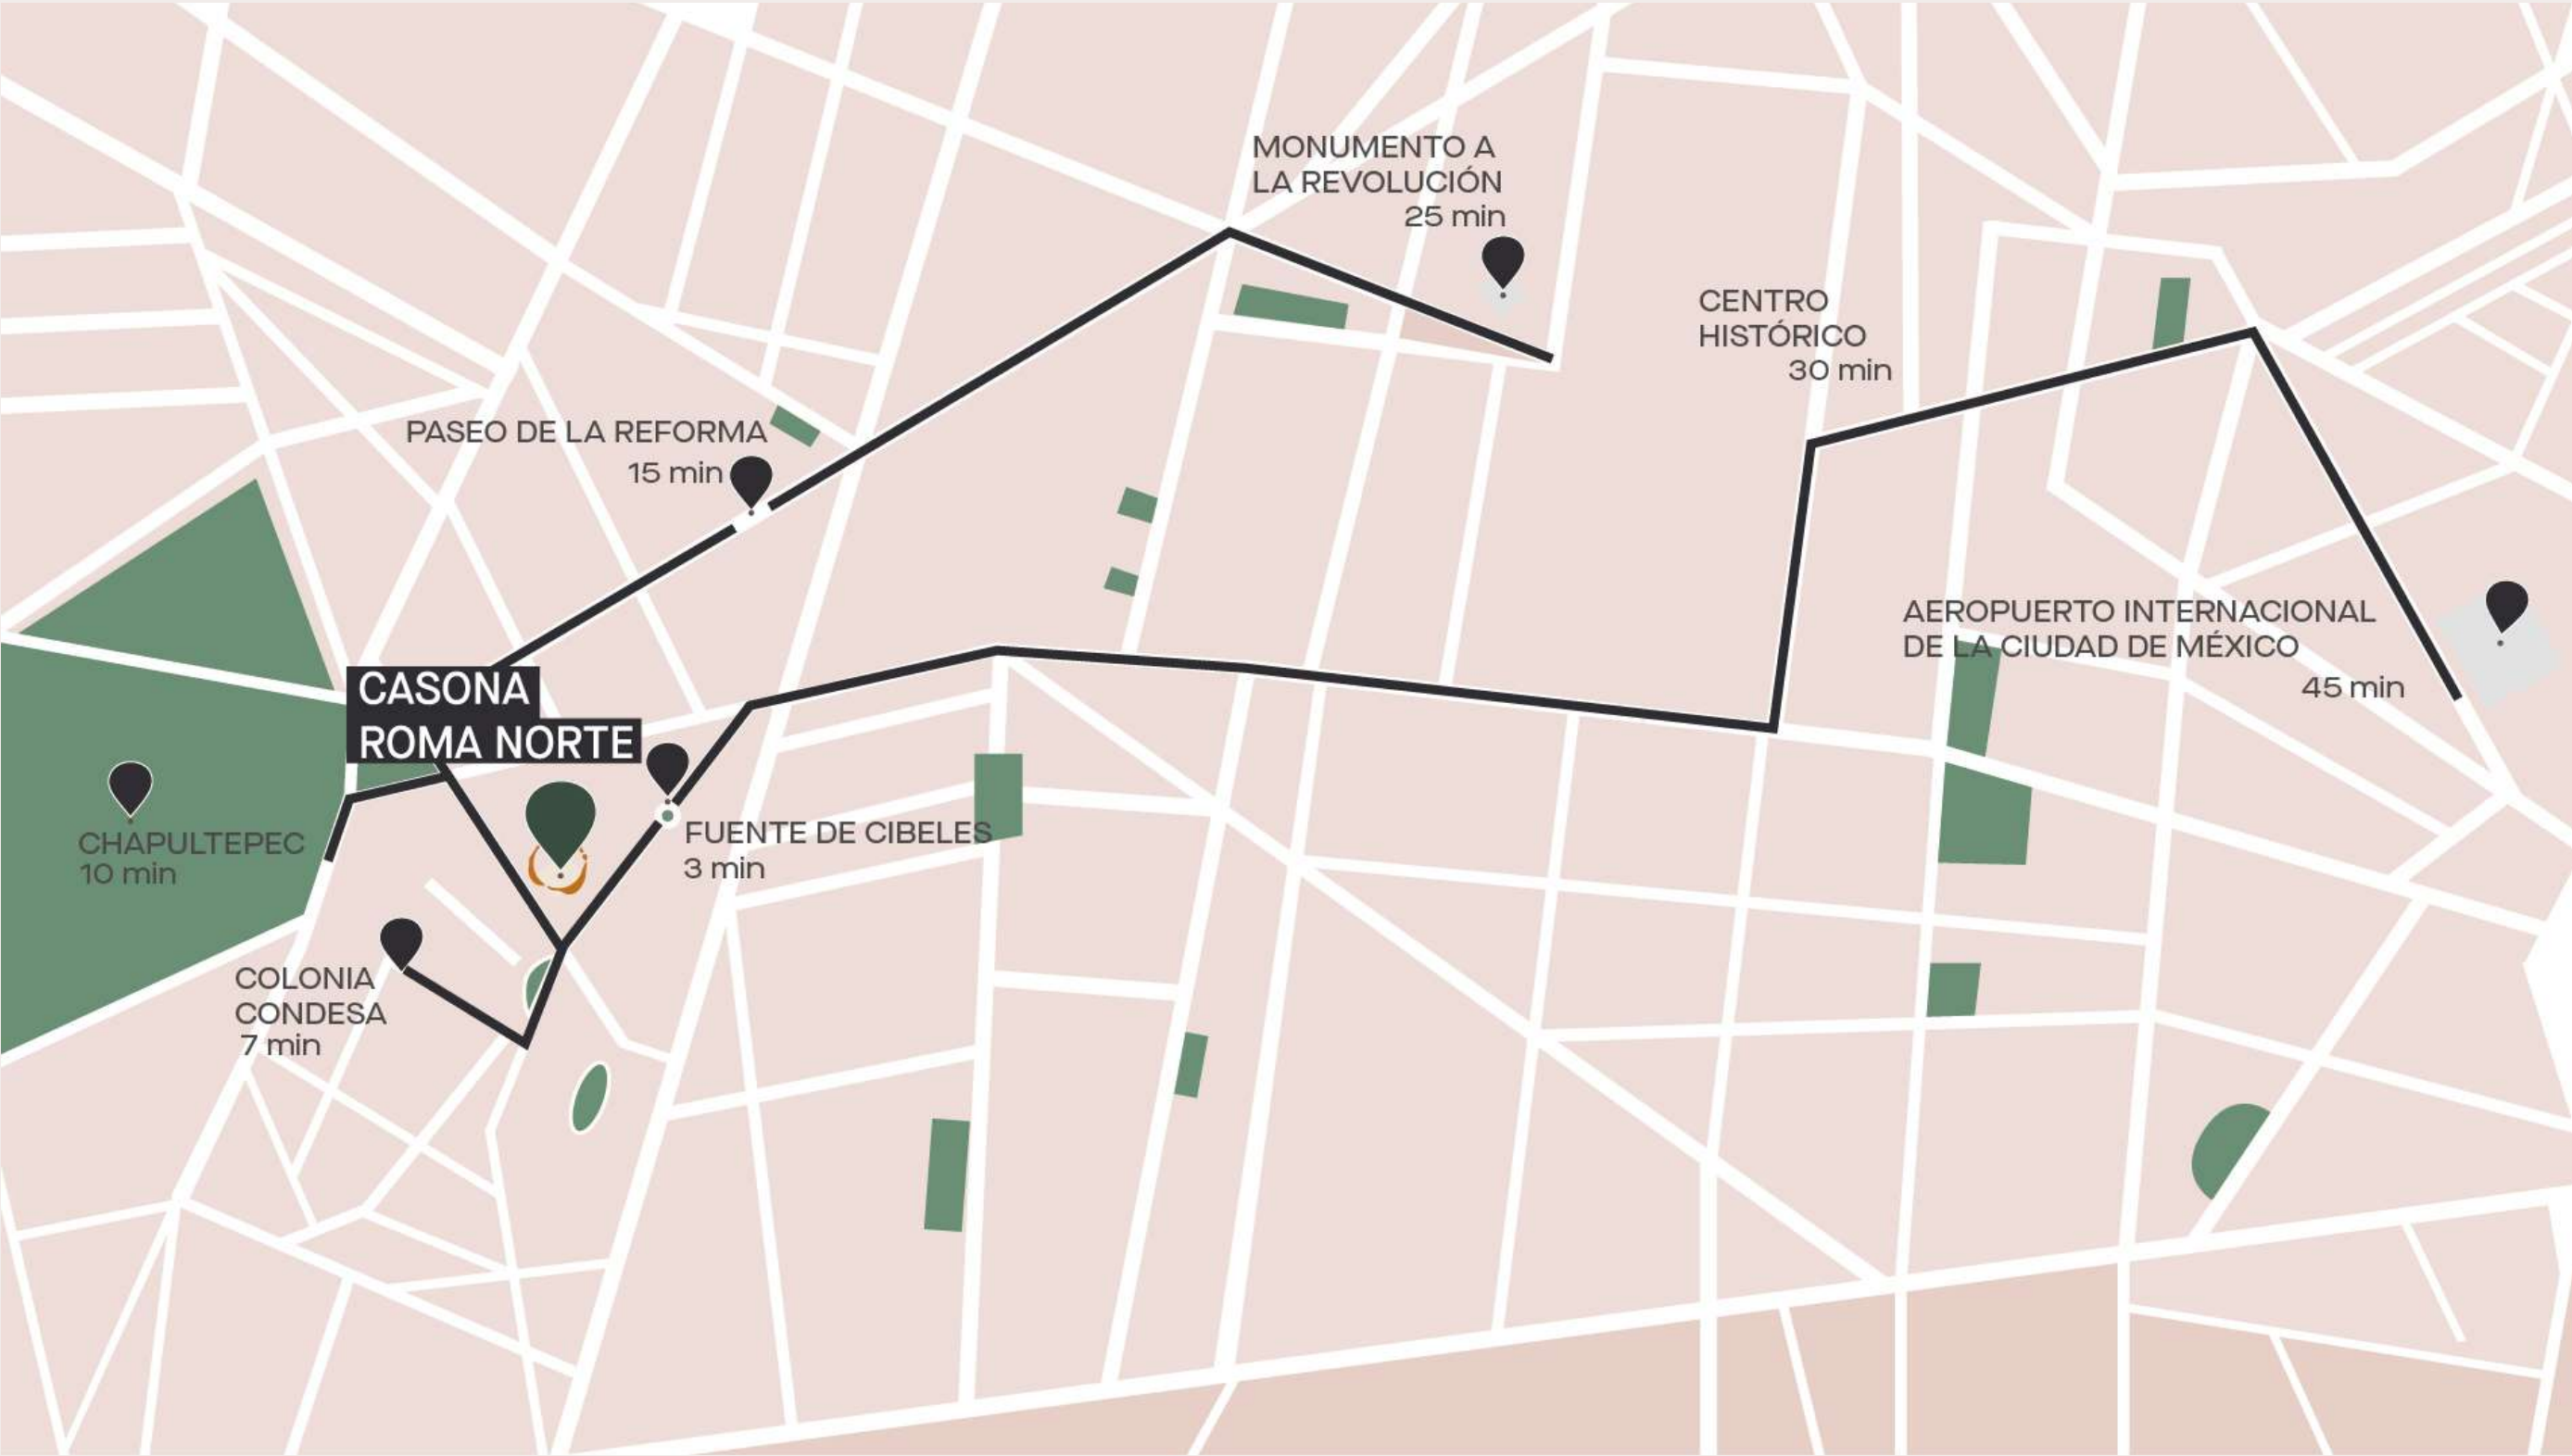 MONUMENTO A
LA REVOLUCIÓN
25 min
CENTRO
HISTÓRICO
30 min
PASEO DE LA REFORMA
15 min
AEROPUERTO INTERNACIONAL
DE LA CIUDAD DE MÉXICO
45 min
CASONA
ROMA NORTE
CHAPULTEPEC
10 min
FUENTE DE CIBELES
3 min
COLONIA
CONDESA
7 min